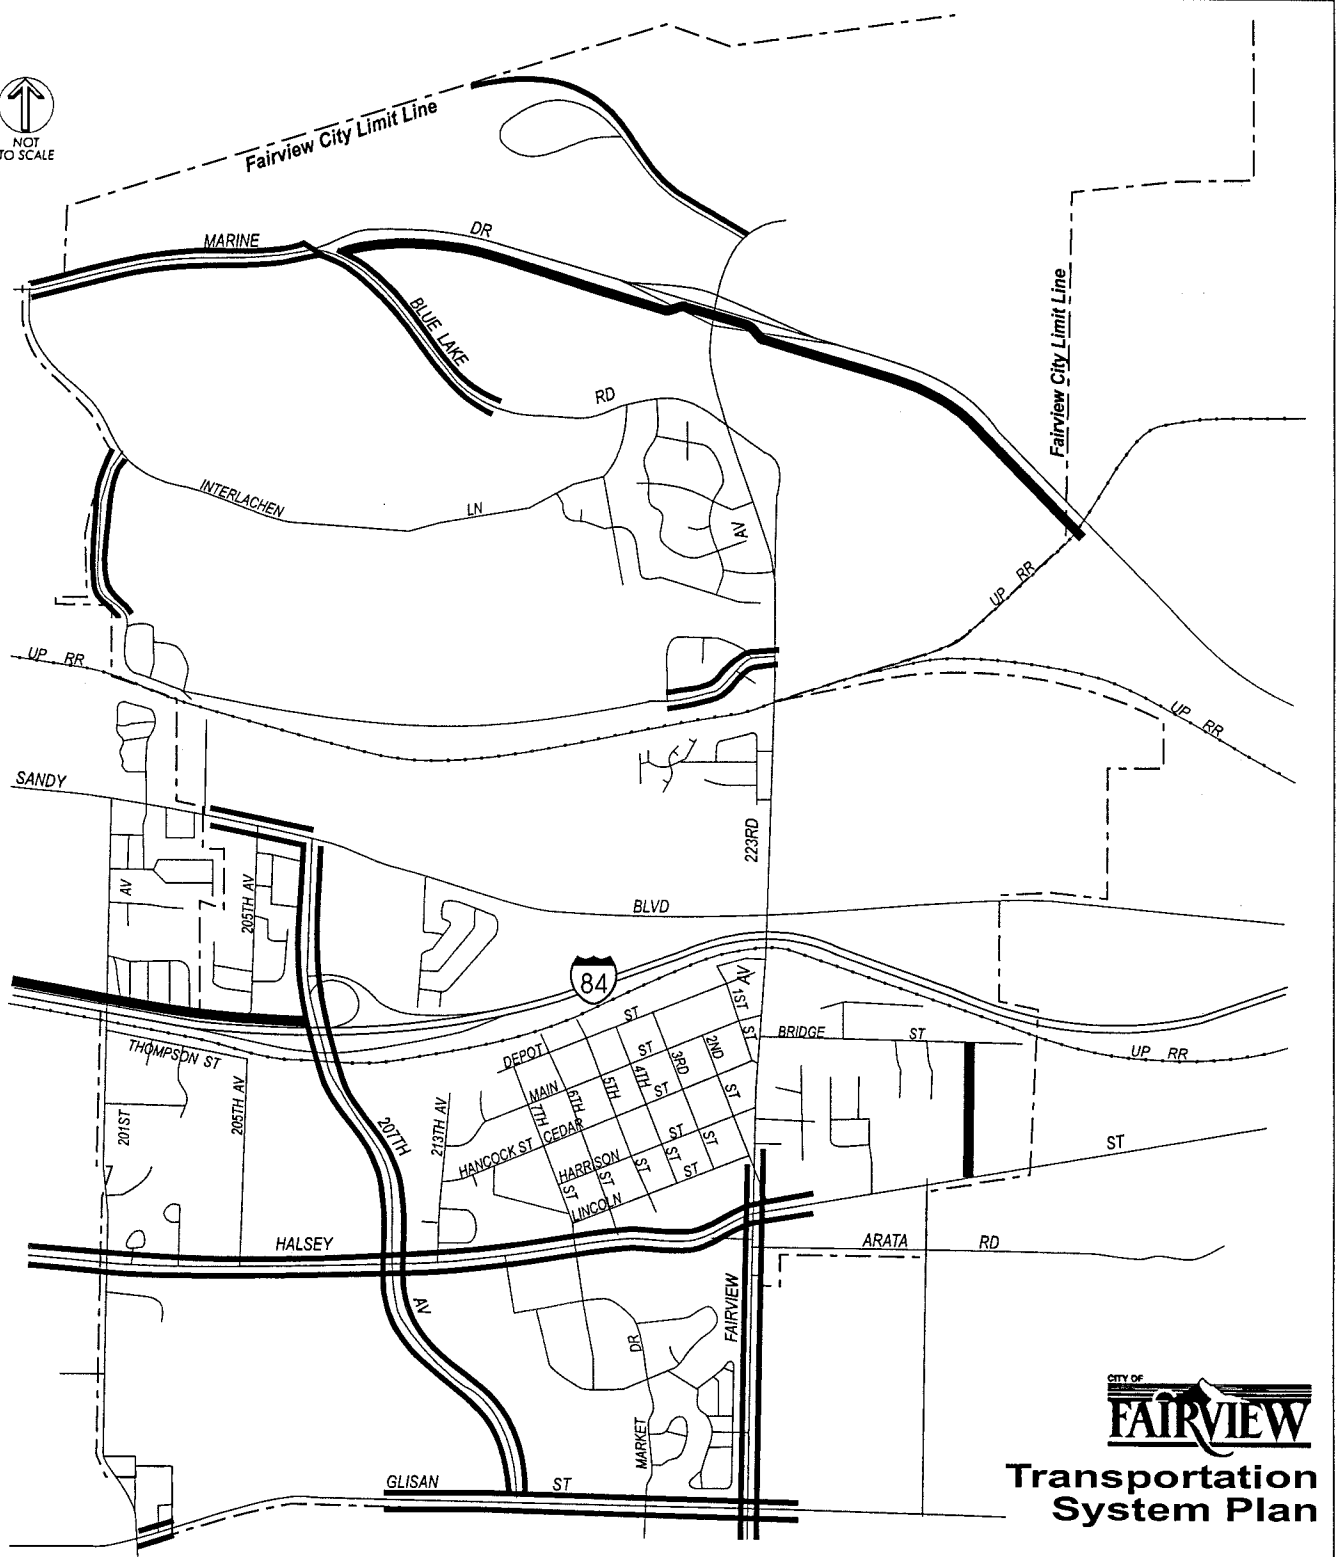 NOT
TO SCALE
Fairview City Limit Line
MARINE
DR
BLUE LAKE
RD
Fairview City Limit Line
INTERLACHEN
LN
AV
UP RR
UP RR
UP RR
SANDY
223RD
AV
205TH AV
BLVD
84
ST
1ST
AV
ST
BRIDGE
ST
THOMPSON ST
DEPOT
ST
2ND
3RD
UP RR
MAIN
4TH
ST
5TH
6TH
7TH
ST
201ST
205TH AV
207TH
213TH AV
HANCOCK ST
CEDAR
ST
ST
ST
HARRISON
ST
ST
ST
ST
ST
LINCOLN
HALSEY
ARATA
RD
AV
FAIRVIEW
DR
MARKET
GLISAN
ST
CITY OF
FAIRVIEW
Transportation
System Plan